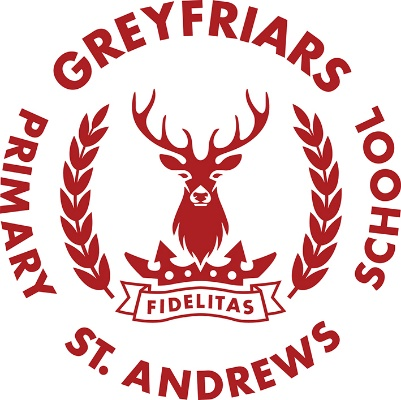 GREYFRIARS
PRIMARY
SCHOOL
FIDELITAS
ST. ANDREWS